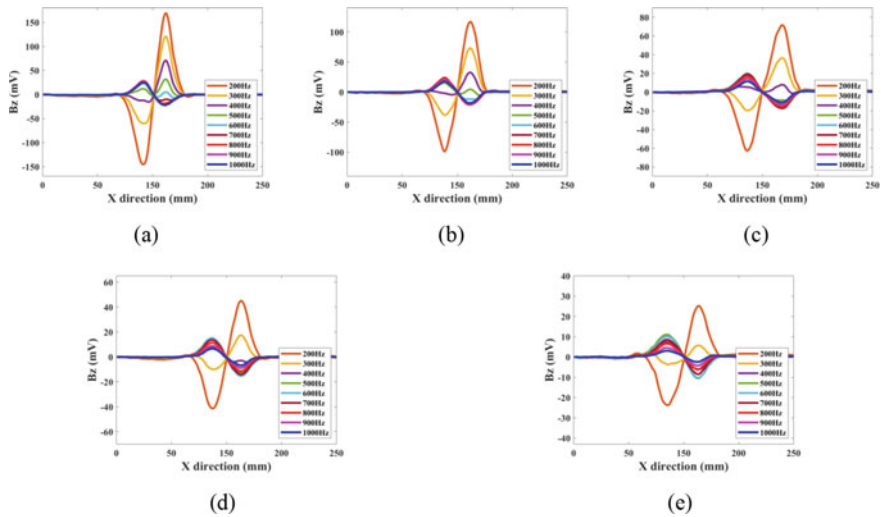 150
100
50
0
-50
-100
-150
Bz (mV)
0 50 100 150 200 250
X direction (mm)
200Hz
300Hz
400Hz
500Hz
600Hz
700Hz
800Hz
900Hz
1000Hz
(a)
100
50
0
-50
-100
Bz (mV)
0 50 100 150 200 250
X direction (mm)
200Hz
300Hz
400Hz
500Hz
600Hz
700Hz
800Hz
900Hz
1000Hz
(b)
80
60
40
20
0
-20
-40
-60
-80
Bz (mV)
0 50 100 150 200 250
X direction (mm)
200Hz
300Hz
400Hz
500Hz
600Hz
700Hz
800Hz
900Hz
1000Hz
(c)
60
40
20
0
-20
-40
-60
Bz (mV)
0 50 100 150 200 250
X direction (mm)
200Hz
300Hz
400Hz
500Hz
600Hz
700Hz
800Hz
900Hz
1000Hz
(d)
40
30
20
10
0
-10
-20
-30
-40
Bz (mV)
0 50 100 150 200 250
X direction (mm)
200Hz
300Hz
400Hz
500Hz
600Hz
700Hz
800Hz
900Hz
1000Hz
(e)